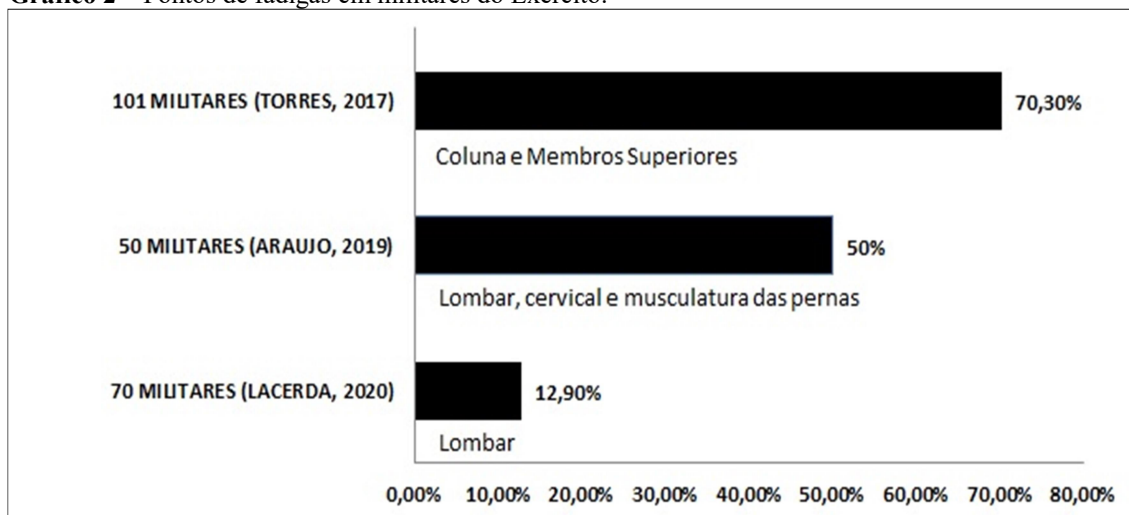 Gráfico 2 – Pontos de fadigas em militares do Exército.
101 MILITARES (TORRES, 2017)
70,30%
Coluna e Membros Superiores
50 MILITARES (ARAUJO, 2019)
50%
Lombar, cervical e musculatura das pernas
70 MILITARES (LACERDA, 2020)
12,90%
Lombar
0,00% 10,00% 20,00% 30,00% 40,00% 50,00% 60,00% 70,00% 80,00%